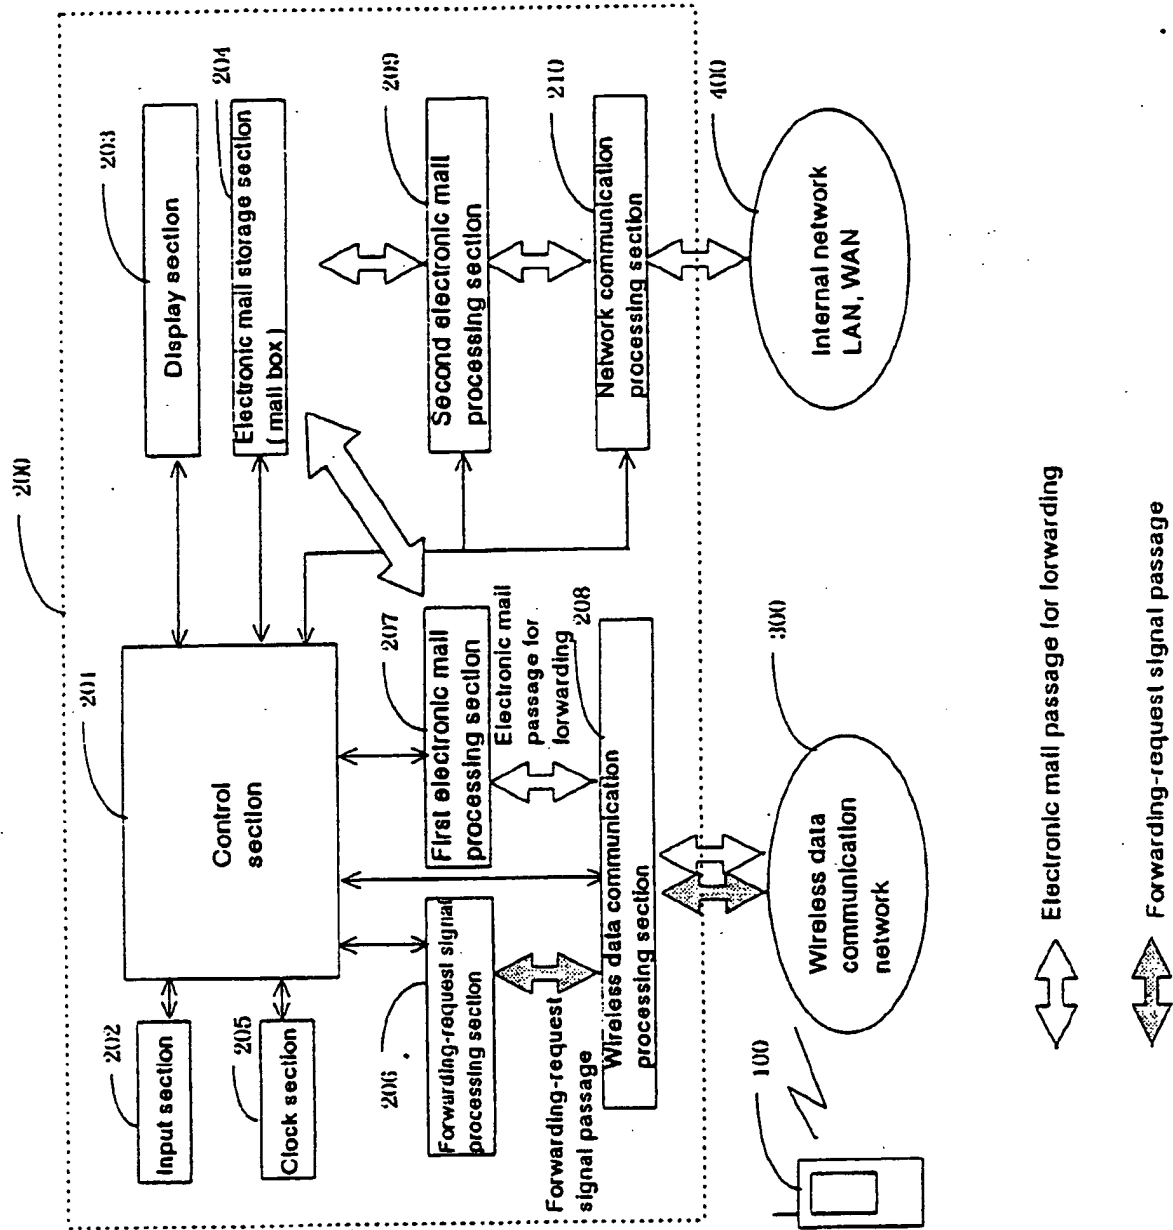 200
201
Control
section
202
Input section
205
Clock section
203
Display section
204
Electronic mail storage section
( mail box )
209
Second electronic mail
processing section
210
Network communication
processing section
400
Internal network
LAN, WAN
206
Forwarding-request signal
processing section
207
First electronic mail
processing section
Electronic mail
passage for
forwarding
208
Forwarding-request
signal passage
Wireless data communication
processing section
300
Wireless data
communication
network
100
Electronic mail passage for forwarding
Forwarding-request signal passage